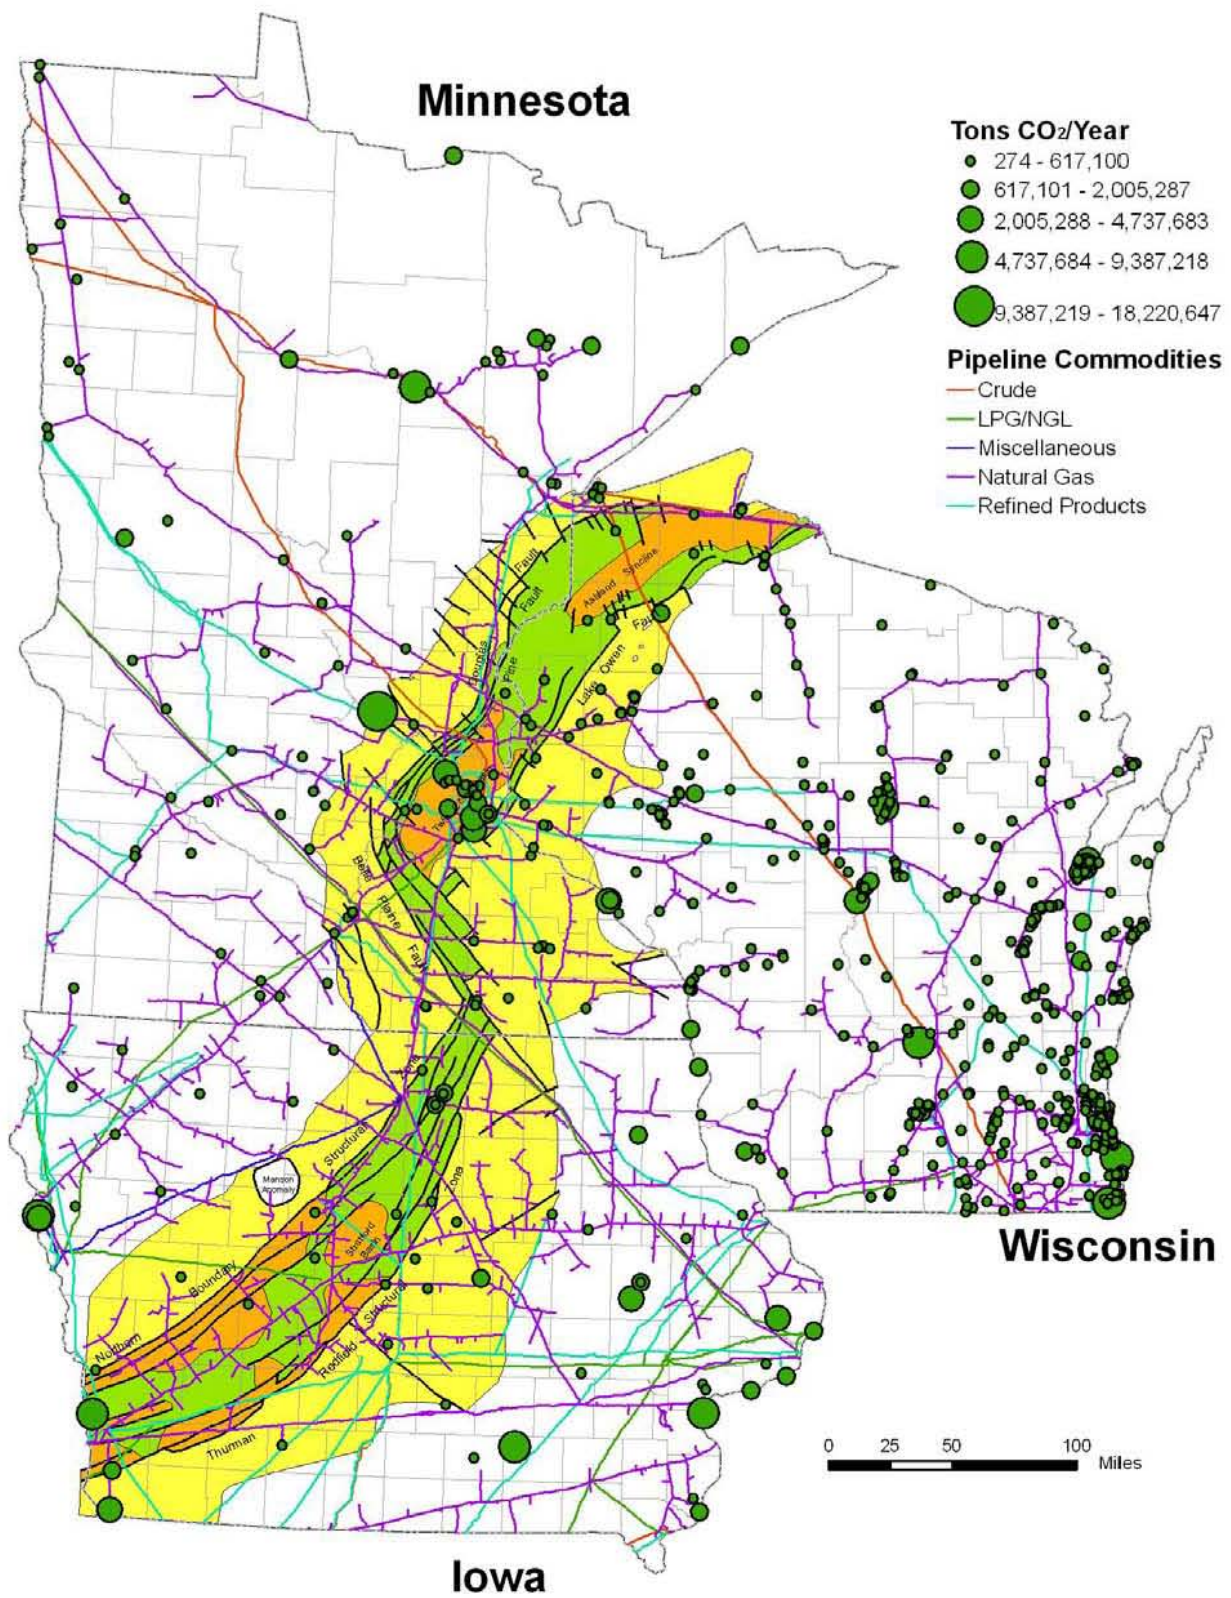 Minnesota
Tons CO2/Year
274 - 617,100
617,101 - 2,005,287
2,005,288 - 4,737,683
4,737,684 - 9,387,218
9,387,219 - 18,220,647
Pipeline Commodities
Crude
LPG/NGL
Miscellaneous
Natural Gas
Refined Products
Fault
Fault
Ashland Syncline
Fault
Douglas
Pine
Owen
Lake
Belle
Plaine
Fault
Zone
Structural
Manson
Anomaly
Zone
Stratford
Basin
Boundary
Structural
Northern
Redfield
Thurman
Wisconsin
0 25 50 100
Miles
Iowa